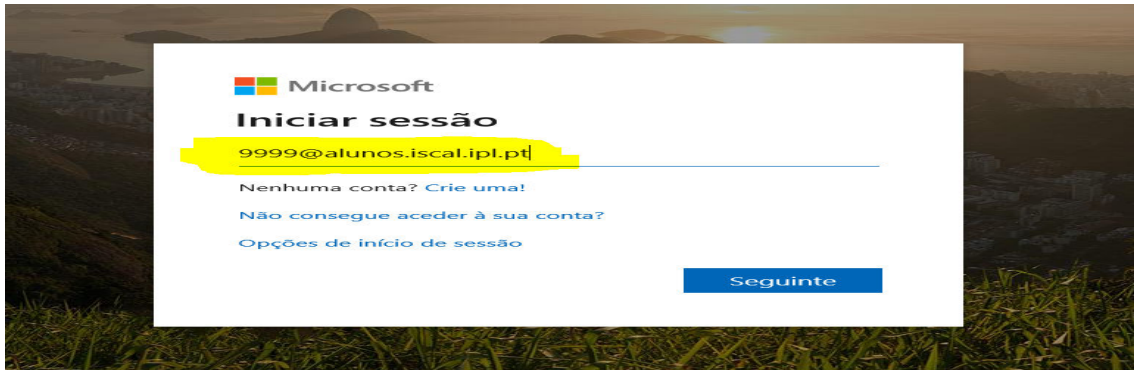 Microsoft
Iniciar sessão
9999@alunos.iscal.ipl.pt
Nenhuma conta? Crie uma!
Não consegue aceder à sua conta?
Opções de início de sessão
Seguinte